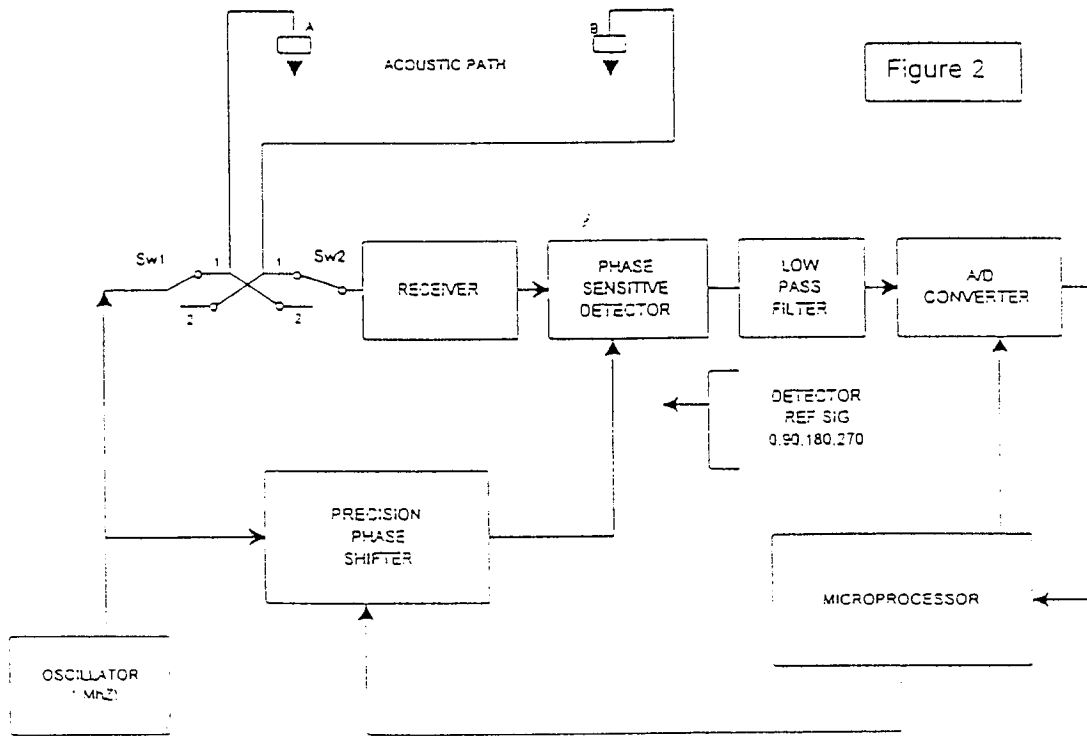 A
B
ACOUSTIC PATH
Figure 2
Sw1
1
1
Sw2
2
2
RECEIVER
PHASE
SENSITIVE
DETECTOR
LOW
PASS
FILTER
A/D
CONVERTER
DETECTOR
REF SIG
0,90,180,270
PRECISION
PHASE
SHIFTER
MICROPROCESSOR
OSCILLATOR
MHZ)